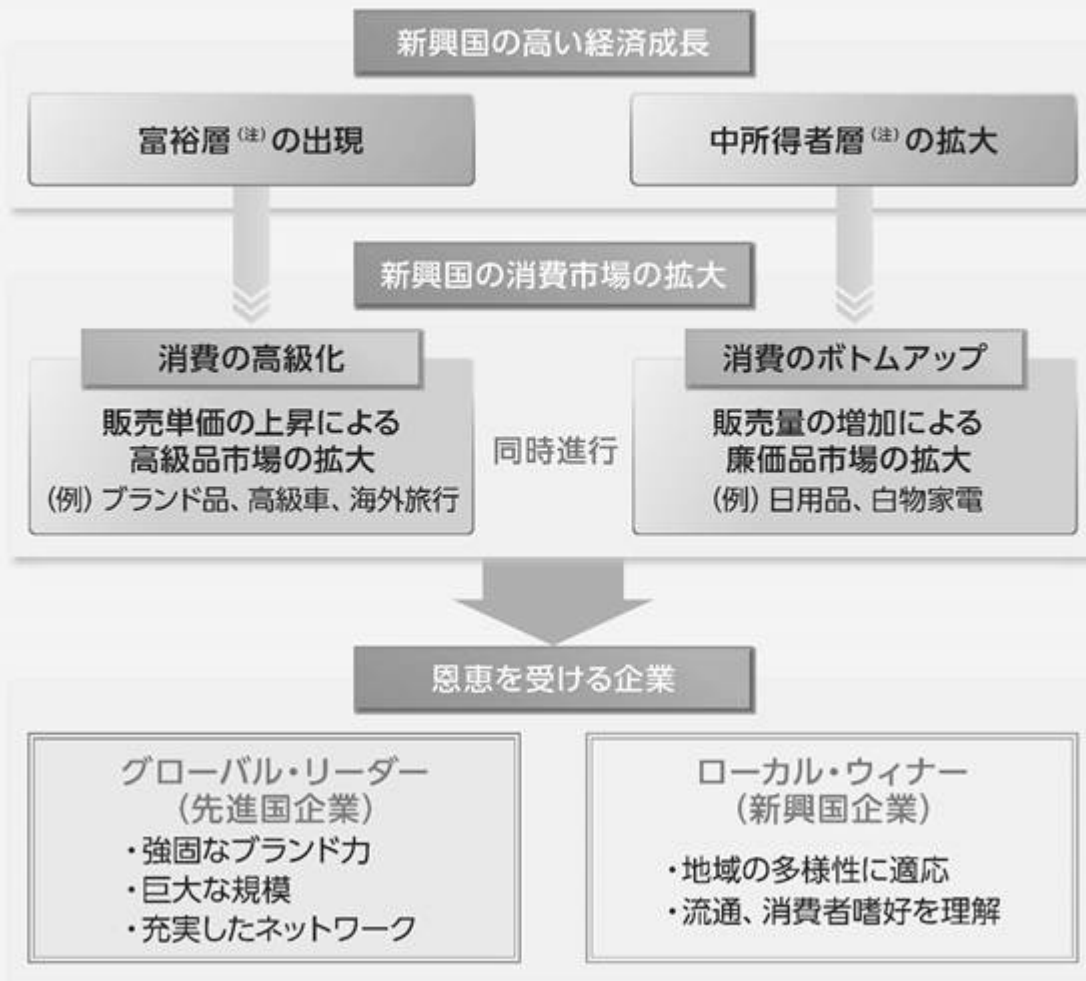 新興国の高い経済成長
富裕層(注)の出現
中所得者層(注)の拡大
新興国の消費市場の拡大
消費の高級化
販売単価の上昇による
高級品市場の拡大
(例)ブランド品、高級車、海外旅行
同時進行
消費のボトムアップ
販売量の増加による
廉価品市場の拡大
(例)日用品、白物家電
恩恵を受ける企業
グローバル・リーダー
(先進国企業)
・強固なブランド力
・巨大な規模
・充実したネットワーク
ローカル・ウィナー
(新興国企業)
・地域の多様性に適応
・流通、消費者嗜好を理解